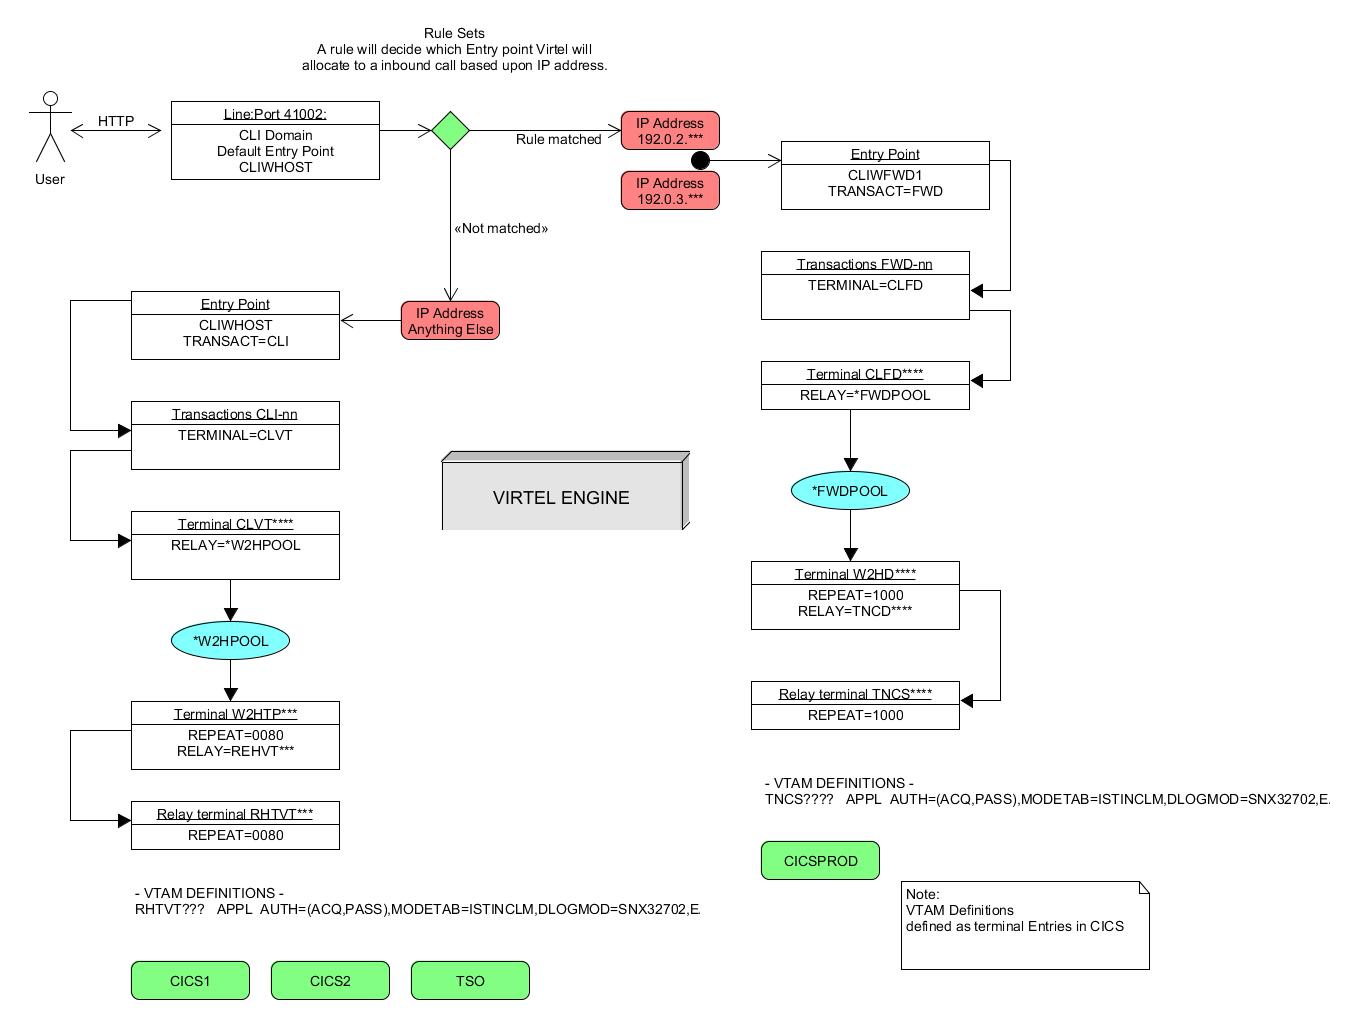 Rule Sets
A rule will decide which Entry point Virtel will
allocate to a inbound call based upon IP address.
User
HTTP
Line:Port 41002:
CLI Domain
Default Entry Point
CLIWHOST
Rule matched
«Not matched»
IP Address
192.0.2.***
IP Address
192.0.3.***
Entry Point
CLIWFWD1
TRANSACT=FWD
Transactions FWD-nn
TERMINAL=CLFD
Terminal CLFD****
RELAY=*FWDPOOL
*FWDPOOL
Terminal W2HD****
REPEAT=1000
RELAY=TNCD****
Relay terminal TNCS****
REPEAT=1000
- VTAM DEFINITIONS -
TNCS???? APPL AUTH=(ACQ,PASS),MODETAB=ISTINCLM,DLOGMOD=SNX32702,E.
CICSPROD
Note:
VTAM Definitions
defined as terminal Entries in CICS
IP Address
Anything Else
Entry Point
CLIWHOST
TRANSACT=CLI
Transactions CLI-nn
TERMINAL=CLVT
Terminal CLVT****
RELAY=*W2HPOOL
*W2HPOOL
Terminal W2HTP***
REPEAT=0080
RELAY=REHVT***
Relay terminal RHTVT***
REPEAT=0080
- VTAM DEFINITIONS -
RHTVT??? APPL AUTH=(ACQ,PASS),MODETAB=ISTINCLM,DLOGMOD=SNX32702,E.
CICS1
CICS2
TSO
VIRTEL ENGINE